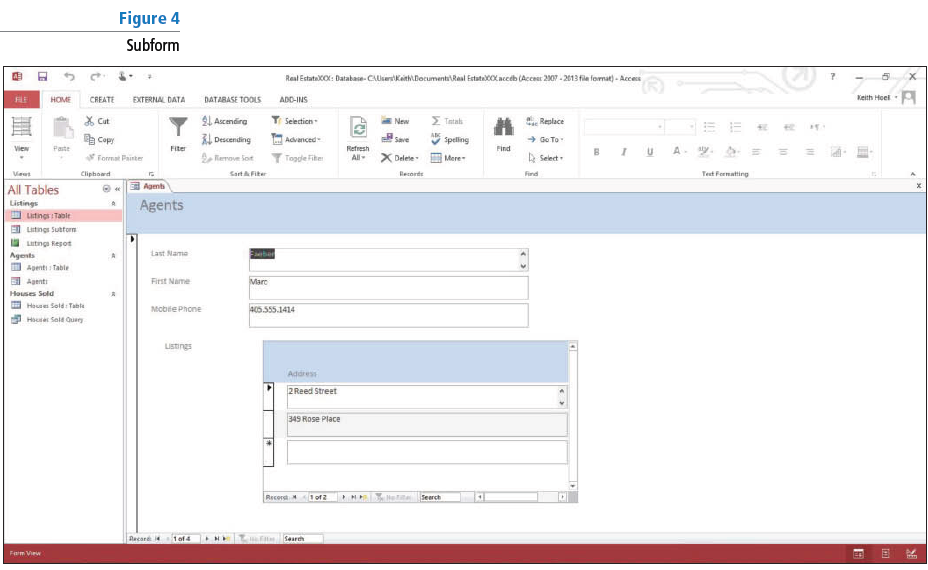 Figure 4
Subform
Real EstateXXX : Database- C:\Users\Keith\Documents\Real EstateXXX.accdb (Access 2007 - 2013 file format) - Access
FILE HOME CREATE EXTERNAL DATA DATABASE TOOLS ADD-INS Keith Hoell
View Paste Cut Copy Format Painter
Filter Ascending Descending Remove Sort Selection Advanced Toggle Filter
Refresh All New Save Delete Totals Spelling More
Find Replace Go To Select
B I U A
Views Clipboard Sort & Filter Records Find Text Formatting
All Tables
Listings
Listings : Table
Listings Subform
Listings Report
Agents
Agents : Table
Agents
Houses Sold
Houses Sold : Table
Houses Sold Query
Agents
Agents
Last Name Faeber
First Name Marc
Mobile Phone 405.555.1414
Listings
Address
2 Reed Street
349 Rose Place
Record: 1 of 2 No Filter Search
Record: 1 of 4 No Filter Search
Form View